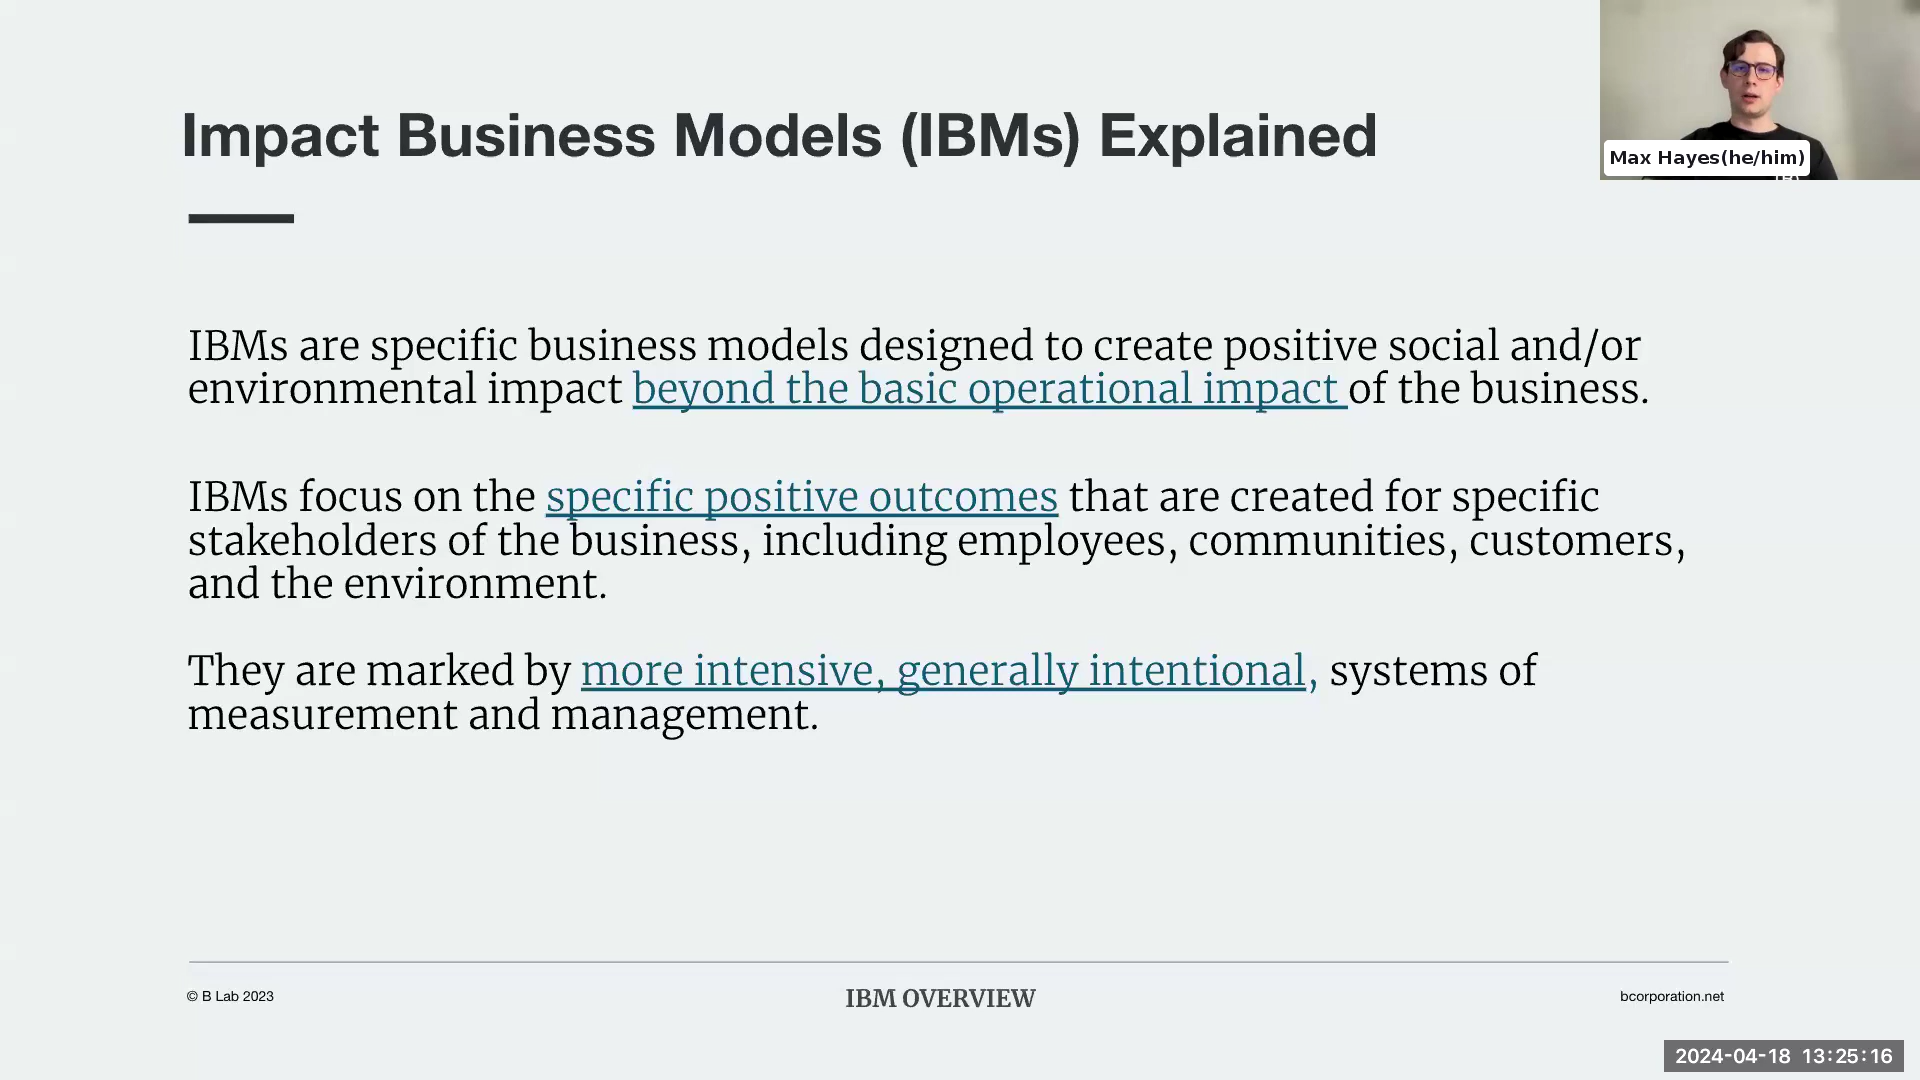 Impact Business Models (IBMs) Explained
Max Hayes(he/him)
IBMs are specific business models designed to create positive social and/or
environmental impact beyond the basic operational impact of the business.
IBMs focus on the specific positive outcomes that are created for specific
stakeholders of the business, including employees, communities, customers,
and the environment.
They are marked by more intensive, generally intentional, systems of
measurement and management.
© B Lab 2023
IBM OVERVIEW
bcorporation.net
2024-04-18 13:25:16